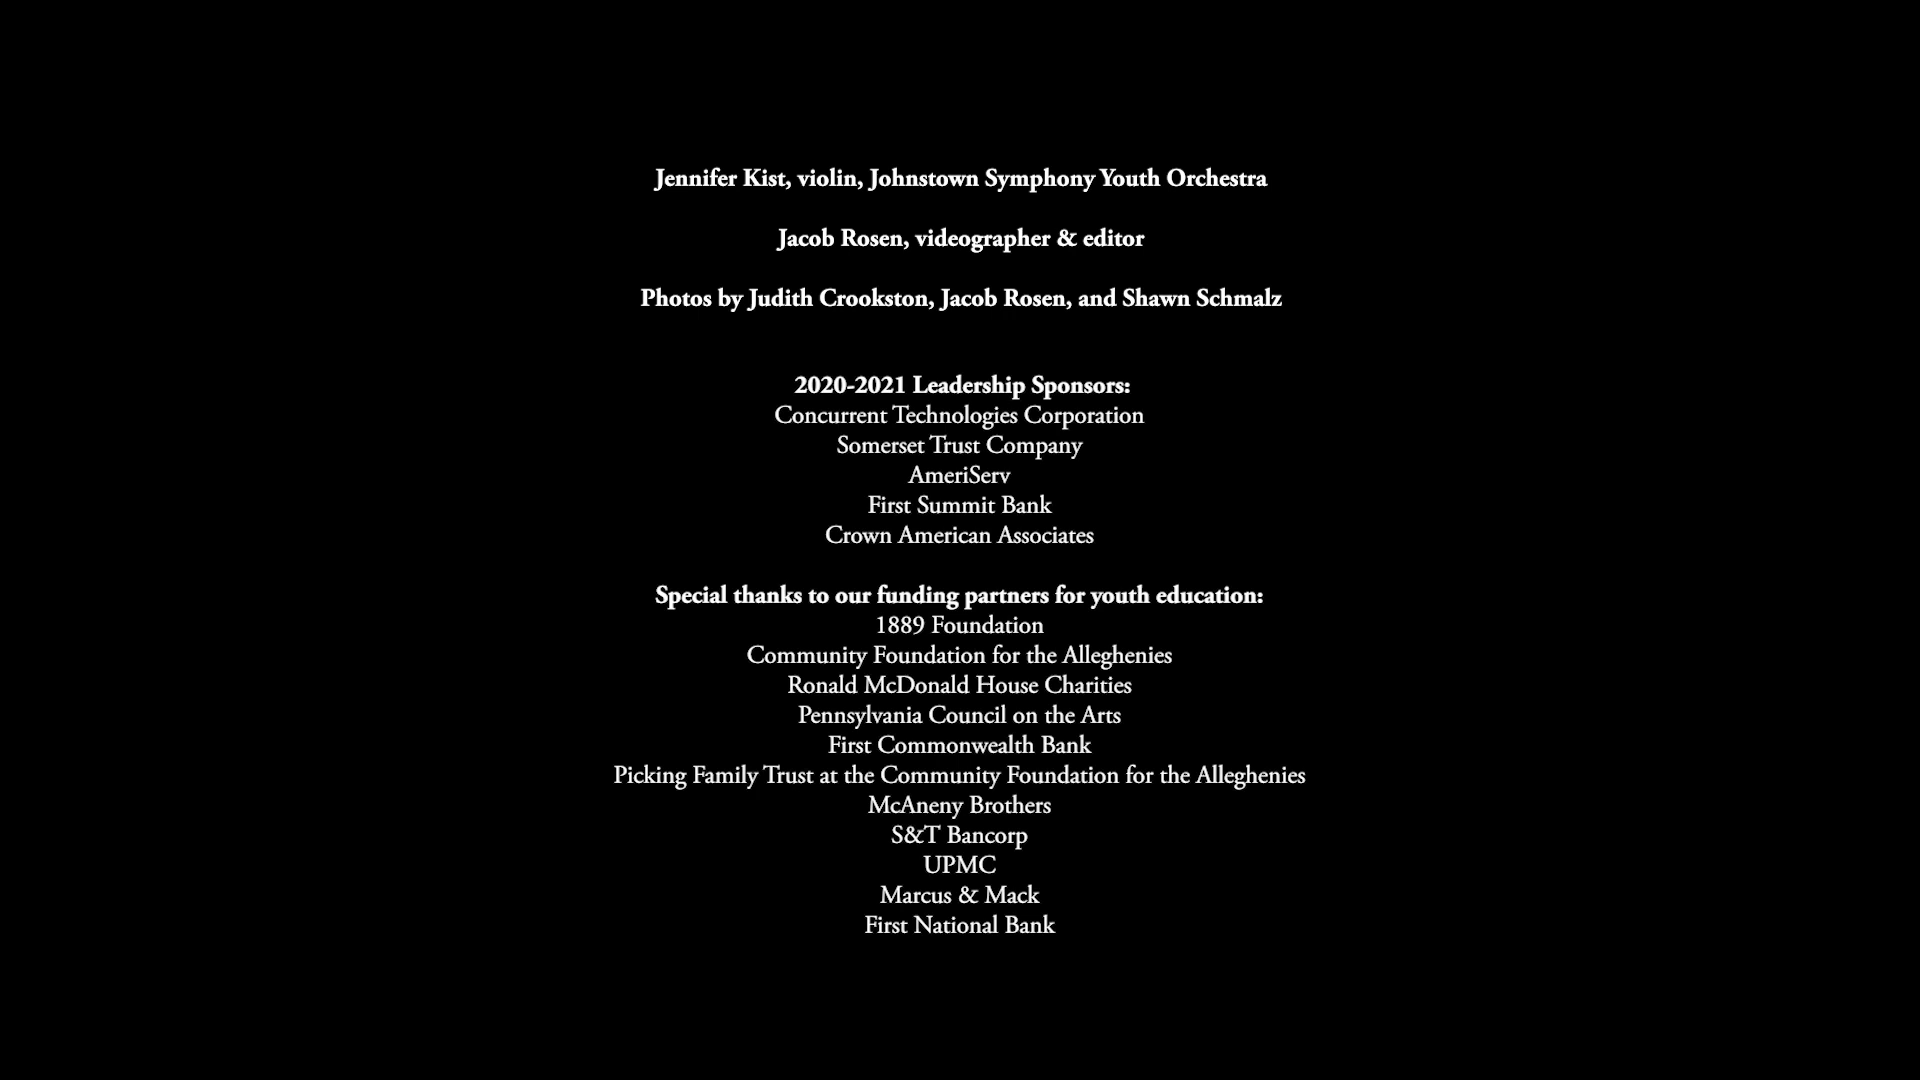 Jennifer Kist, violin, Johnstown Symphony Youth Orchestra
Jacob Rosen, videographer & editor
Photos by Judith Crookston, Jacob Rosen, and Shawn Schmalz
2020-2021 Leadership Sponsors:
Concurrent Technologies Corporation
Somerset Trust Company
AmeriServ
First Summit Bank
Crown American Associates
Special thanks to our funding partners for youth education:
1889 Foundation
Community Foundation for the Alleghenies
Ronald McDonald House Charities
Pennsylvania Council on the Arts
First Commonwealth Bank
Picking Family Trust at the Community Foundation for the Alleghenies
McAneny Brothers
S&T Bancorp
UPMC
Marcus & Mack
First National Bank